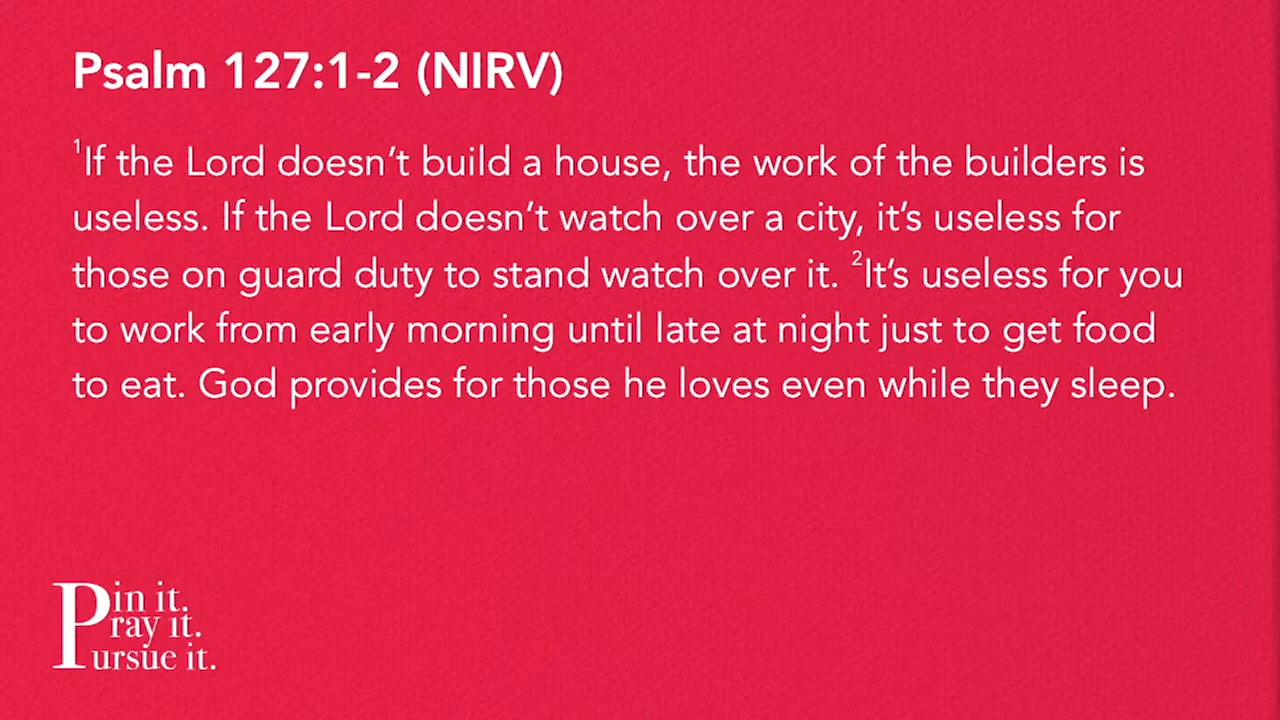 Psalm 127:1-2 (NIRV)
¹If the Lord doesn’t build a house, the work of the builders is
useless. If the Lord doesn’t watch over a city, it’s useless for
those on guard duty to stand watch over it. ²It’s useless for you
to work from early morning until late at night just to get food
to eat. God provides for those he loves even while they sleep.
Pin it.
Pray it.
Pursue it.